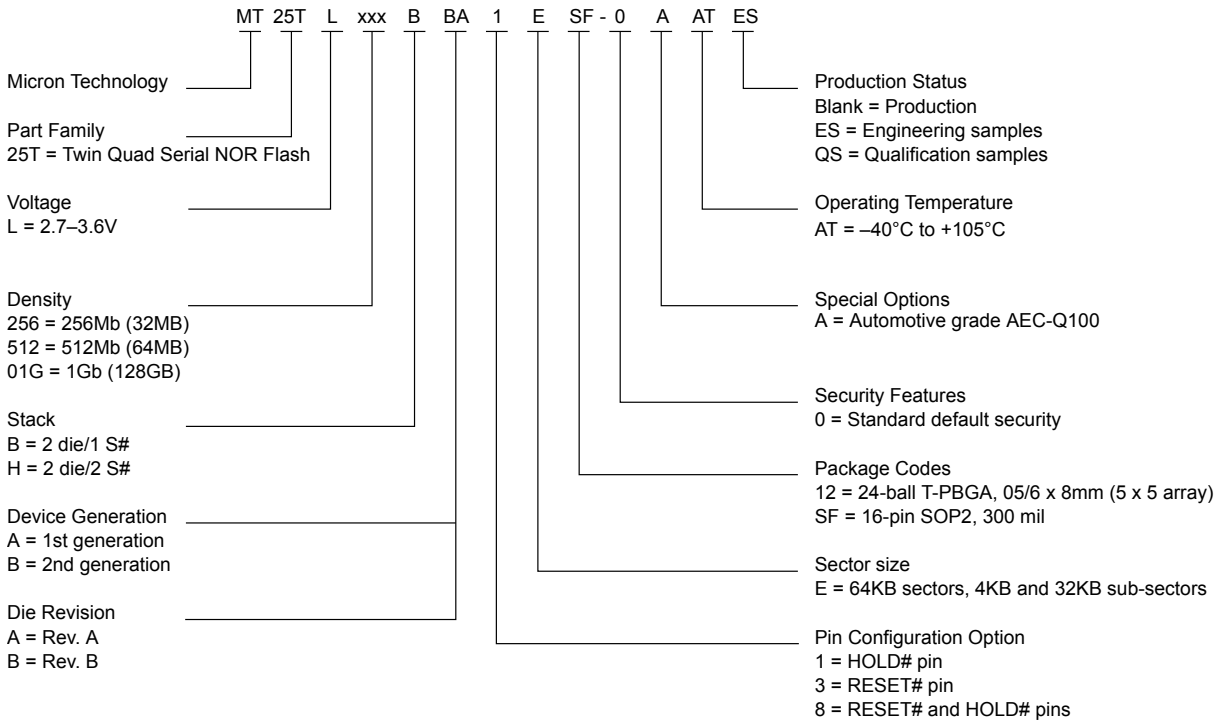 MT 25T L xxx B BA 1 E SF - 0 A AT ES
Micron Technology
Part Family
25T = Twin Quad Serial NOR Flash
Voltage
L = 2.7–3.6V
Density
256 = 256Mb (32MB)
512 = 512Mb (64MB)
01G = 1Gb (128GB)
Stack
B = 2 die/1 S#
H = 2 die/2 S#
Device Generation
A = 1st generation
B = 2nd generation
Die Revision
A = Rev. A
B = Rev. B
Production Status
Blank = Production
ES = Engineering samples
QS = Qualification samples
Operating Temperature
AT = –40°C to +105°C
Special Options
A = Automotive grade AEC-Q100
Security Features
0 = Standard default security
Package Codes
12 = 24-ball T-PBGA, 05/6 x 8mm (5 x 5 array)
SF = 16-pin SOP2, 300 mil
Sector size
E = 64KB sectors, 4KB and 32KB sub-sectors
Pin Configuration Option
1 = HOLD# pin
3 = RESET# pin
8 = RESET# and HOLD# pins